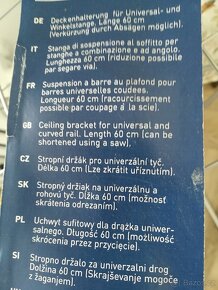 DE Deckenhalterung für Universal- und
Winkelstange. Länge 60 cm
(Verkürzung durch Absägen möglich)
IT Stanga di sospensione al soffitto per
stanghe a combinazione e ad angolo.
Lunghezza 60 cm (riduzione possibile
per segare via).
FR Suspension a barre au plafond pour
barres universelles coudées.
Longueur 60 cm (racourcissement
possible par coupage à la scie).
GB Ceiling bracket for universal and
curved rail. Length 60 cm (can be
shortened using a saw).
CZ Stropní držák pro univerzální tyč,
Délka 60 cm (Lze zkrátit uříznutím).
SK Stropný držiak na univerzálnu a
rohovú tyč. Dĺžka 60 cm (možnosť
skrátenia odrezaním).
PL Uchwyt sufitowy dla drążka uniwer-
salnego. Długość 60 cm (możliwość
skrócenia przez przycięcie).
SI Stropno držalo za univerzalni drog
Dolžina 60 cm (Skrajševanje mogoče
z žaganjem).